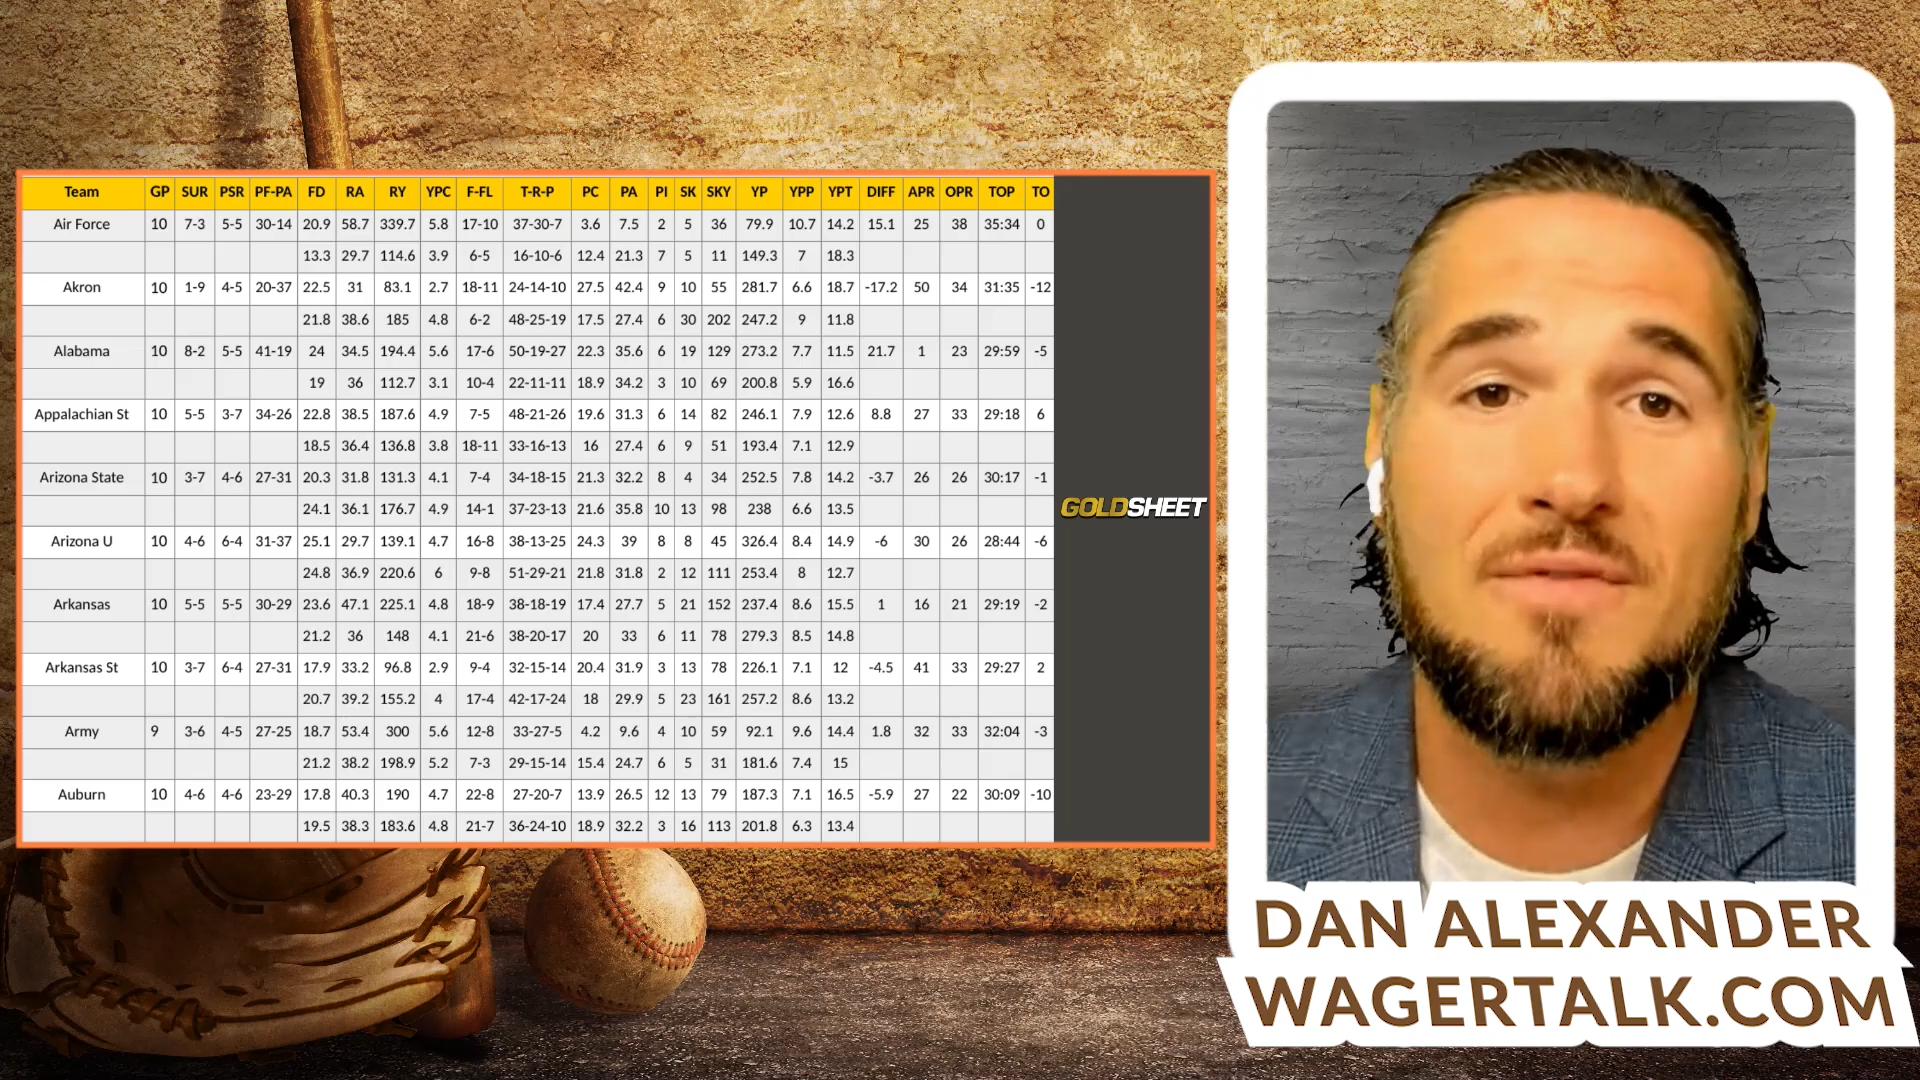 Team GP SUR PSR PF-PA FD RA RY YPC F-FL T-R-P PC PA PI SK SKY YP YPP YPT DIFF APR OPR TOP TO
Air Force 10 7-3 5-5 30-14 20.9 58.7 339.7 5.8 17-10 37-30-7 3.6 7.5 2 5 36 79.9 10.7 14.2 15.1 25 38 35:34 0
13.3 29.7 114.6 3.9 6-5 16-10-6 12.4 21.3 7 5 11 149.3 7 18.3
Akron 10 1-9 4-5 20-37 22.5 31 83.1 2.7 18-11 24-14-10 27.5 42.4 9 10 55 281.7 6.6 18.7 -17.2 50 34 31:35 -12
21.8 38.6 185 4.8 6-2 48-25-19 17.5 27.4 6 30 202 247.2 9 11.8
Alabama 10 8-2 5-5 41-19 24 34.5 194.4 5.6 17-6 50-19-27 22.3 35.6 6 19 129 273.2 7.7 11.5 21.7 1 23 29:59 -5
19 36 112.7 3.1 10-4 22-11-11 18.9 34.2 3 10 69 200.8 5.9 16.6
Appalachian St 10 5-5 3-7 34-26 22.8 38.5 187.6 4.9 7-5 48-21-26 19.6 31.3 6 14 82 246.1 7.9 12.6 8.8 27 33 29:18 6
18.5 36.4 136.8 3.8 18-11 33-16-13 16 27.4 6 9 51 193.4 7.1 12.9
Arizona State 10 3-7 4-6 27-31 20.3 31.8 131.3 4.1 7-4 34-18-15 21.3 32.2 8 4 34 252.5 7.8 14.2 -3.7 26 26 30:17 -1
24.1 36.1 176.7 4.9 14-1 37-23-13 21.6 35.8 10 13 98 238 6.6 13.5
GOLDSHEET
Arizona U 10 4-6 6-4 31-37 25.1 29.7 139.1 4.7 16-8 38-13-25 24.3 39 8 8 45 326.4 8.4 14.9 -6 30 26 28:44 -6
24.8 36.9 220.6 6 9-8 51-29-21 21.8 31.8 2 12 111 253.4 8 12.7
Arkansas 10 5-5 5-5 30-29 23.6 47.1 225.1 4.8 18-9 38-18-19 17.4 27.7 5 21 152 237.4 8.6 15.5 1 16 21 29:19 -2
21.2 36 148 4.1 21-6 38-20-17 20 33 6 11 78 279.3 8.5 14.8
Arkansas St 10 3-7 6-4 27-31 17.9 33.2 96.8 2.9 9-4 32-15-14 20.4 31.9 3 13 78 226.1 7.1 12 -4.5 41 33 29:27 2
20.7 39.2 155.2 4 17-4 42-17-24 18 29.9 5 23 161 257.2 8.6 13.2
Army 9 3-6 4-5 27-25 18.7 53.4 300 5.6 12-8 33-27-5 4.2 9.6 4 10 59 92.1 9.6 14.4 1.8 32 33 32:04 -3
21.2 38.2 198.9 5.2 7-3 29-15-14 15.4 24.7 6 5 31 181.6 7.4 15
Auburn 10 4-6 4-6 23-29 17.8 40.3 190 4.7 22-8 27-20-7 13.9 26.5 12 13 79 187.3 7.1 16.5 -5.9 27 22 30:09 -10
19.5 38.3 183.6 4.8 21-7 36-24-10 18.9 32.2 3 16 113 201.8 6.3 13.4
DAN ALEXANDER
WAGERTALK.COM